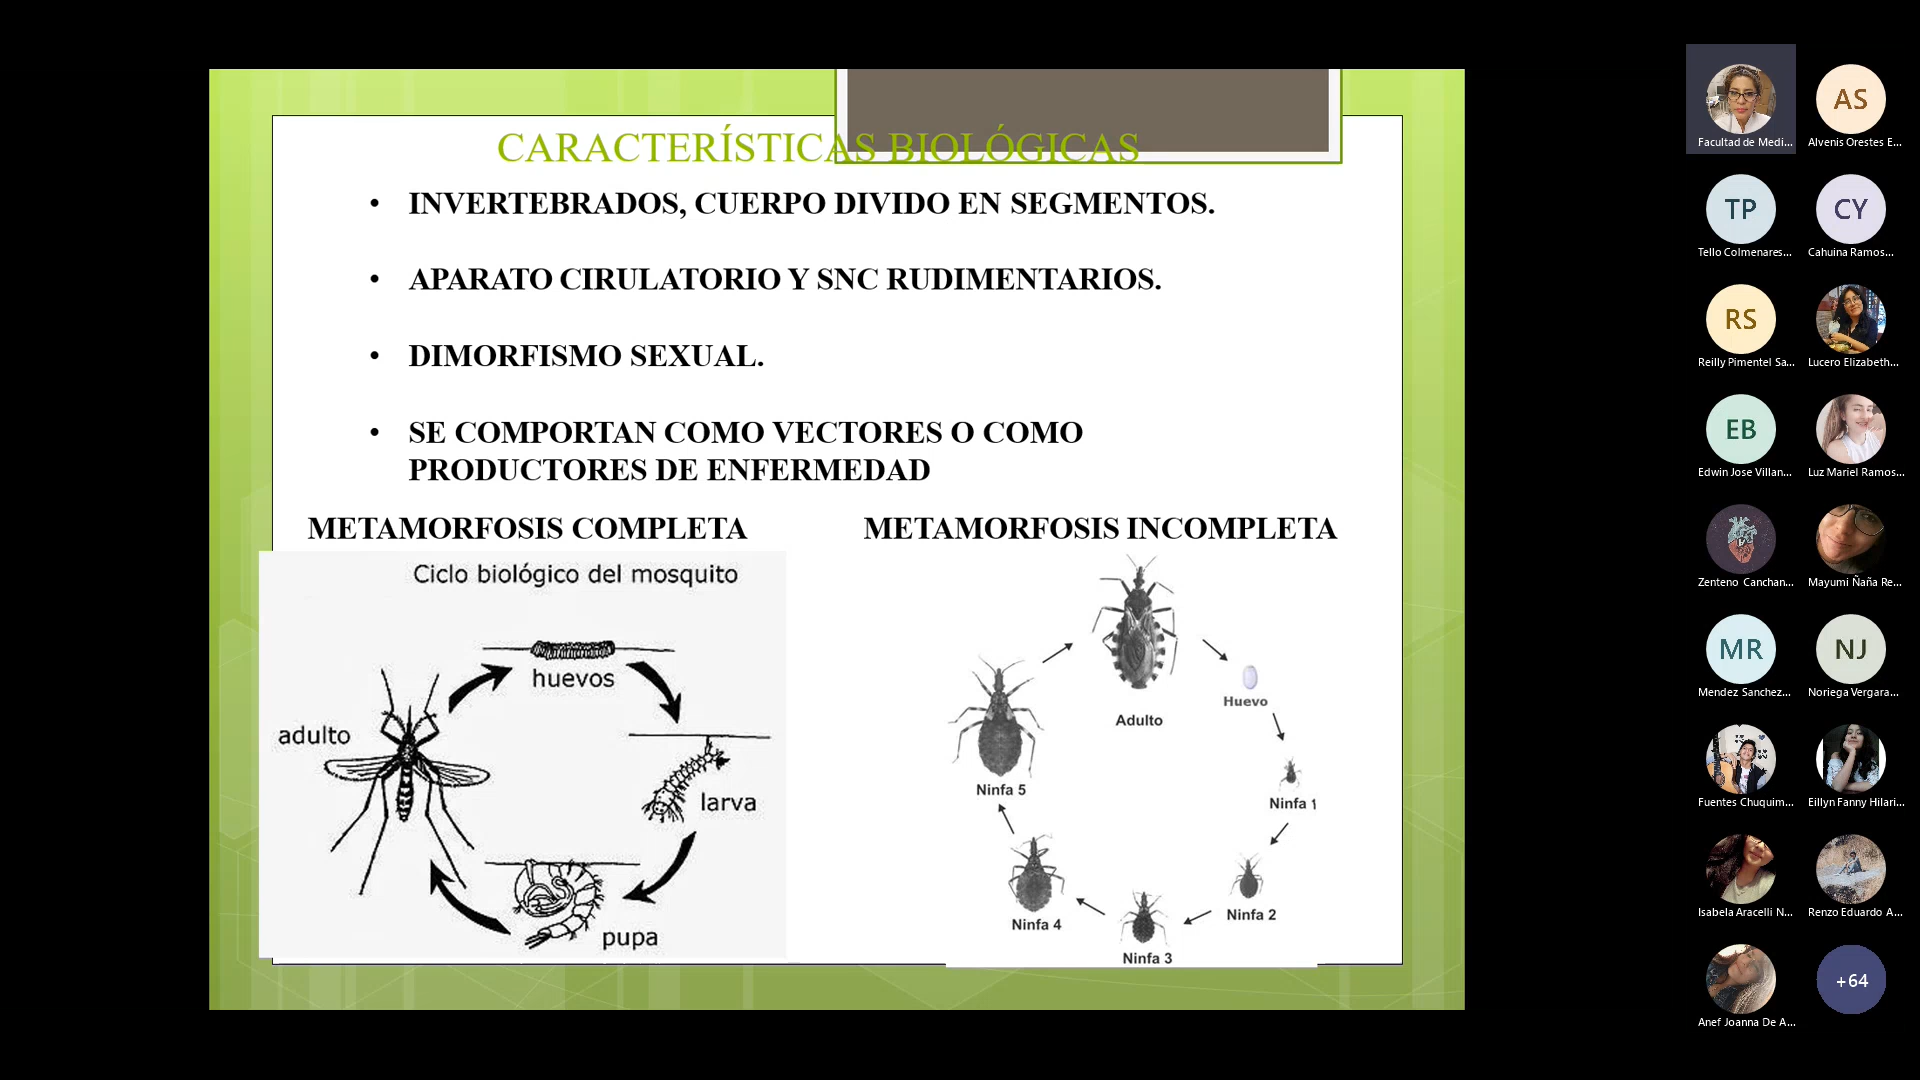 CARACTERÍSTICAS BIOLÓGICAS
• INVERTEBRADOS, CUERPO DIVIDO EN SEGMENTOS.
• APARATO CIRULATORIO Y SNC RUDIMENTARIOS.
• DIMORFISMO SEXUAL.
• SE COMPORTAN COMO VECTORES O COMO
PRODUCTORES DE ENFERMEDAD
METAMORFOSIS COMPLETA
Ciclo biológico del mosquito
huevos
adulto
larva
pupa
METAMORFOSIS INCOMPLETA
Adulto
Huevo
Ninfa 1
Ninfa 2
Ninfa 3
Ninfa 4
Ninfa 5
Facultad de Medi...
AS
Alvenis Orestes E...
TP
Tello Colmenares...
CY
Cahuina Ramos...
RS
Reilly Pimentel Sa...
Lucero Elizabeth...
EB
Edwin Jose Villan...
Luz Mariel Ramos...
Zenteno Canchan...
Mayumi Ñaña Re...
MR
Mendez Sanchez...
NJ
Noriega Vergara...
Fuentes Chuquim...
Eillyn Fanny Hilari...
Isabela Aracelli N...
Renzo Eduardo A...
Anef Joanna De A...
+64